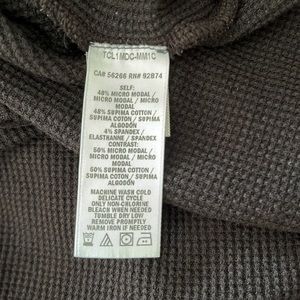 TCL1MDC-MM1C
CA# 56266 RN# 92874
SELF:
48% MICRO MODAL /
MICRO MODAL / MICRO MODAL
48% SUPIMA COTTON /
SUPIMA COTTON / SUPIMA
ALGODÓN
4% SPANDEX /
ELASTHANNE / SPANDEX
CONTRAST:
50% MICRO MODAL /
MICRO MODAL / MICRO MODAL
50% SUPIMA COTTON /
SUPIMA COTTON / SUPIMA
ALGODÓN
MACHINE WASH COLD
DELICATE CYCLE
ONLY NON-CHLORINE
BLEACH WHEN NEEDED
TUMBLE DRY LOW
REMOVE PROMPTLY
WARM IRON IF NEEDED